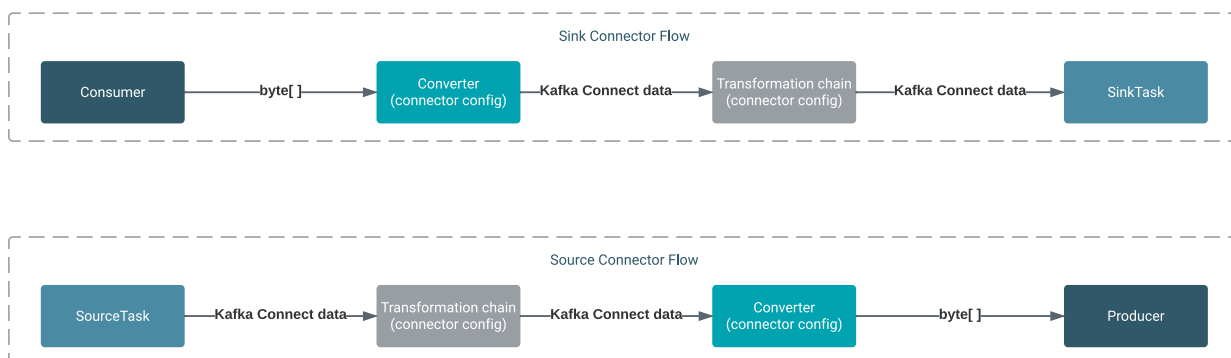 Sink Connector Flow
Consumer
byte[ ]
Converter
(connector config)
Kafka Connect data
Transformation chain
(connector config)
Kafka Connect data
SinkTask
Source Connector Flow
SourceTask
Kafka Connect data
Transformation chain
(connector config)
Kafka Connect data
Converter
(connector config)
byte[ ]
Producer